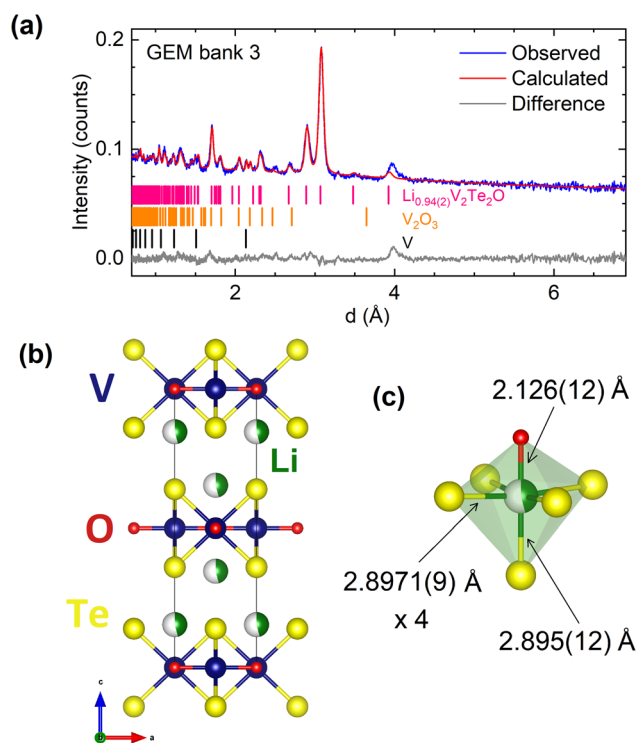 (a)
GEM bank 3
Observed
Calculated
Difference
0.2
0.1
0.0
Intensity (counts)
Li0.94(2)V2Te2O
V2O3
V
2
4
6
d (Å)
(b)
V
Li
O
Te
c
b
a
(c)
2.126(12) Å
2.8971(9) Å
x 4
2.895(12) Å